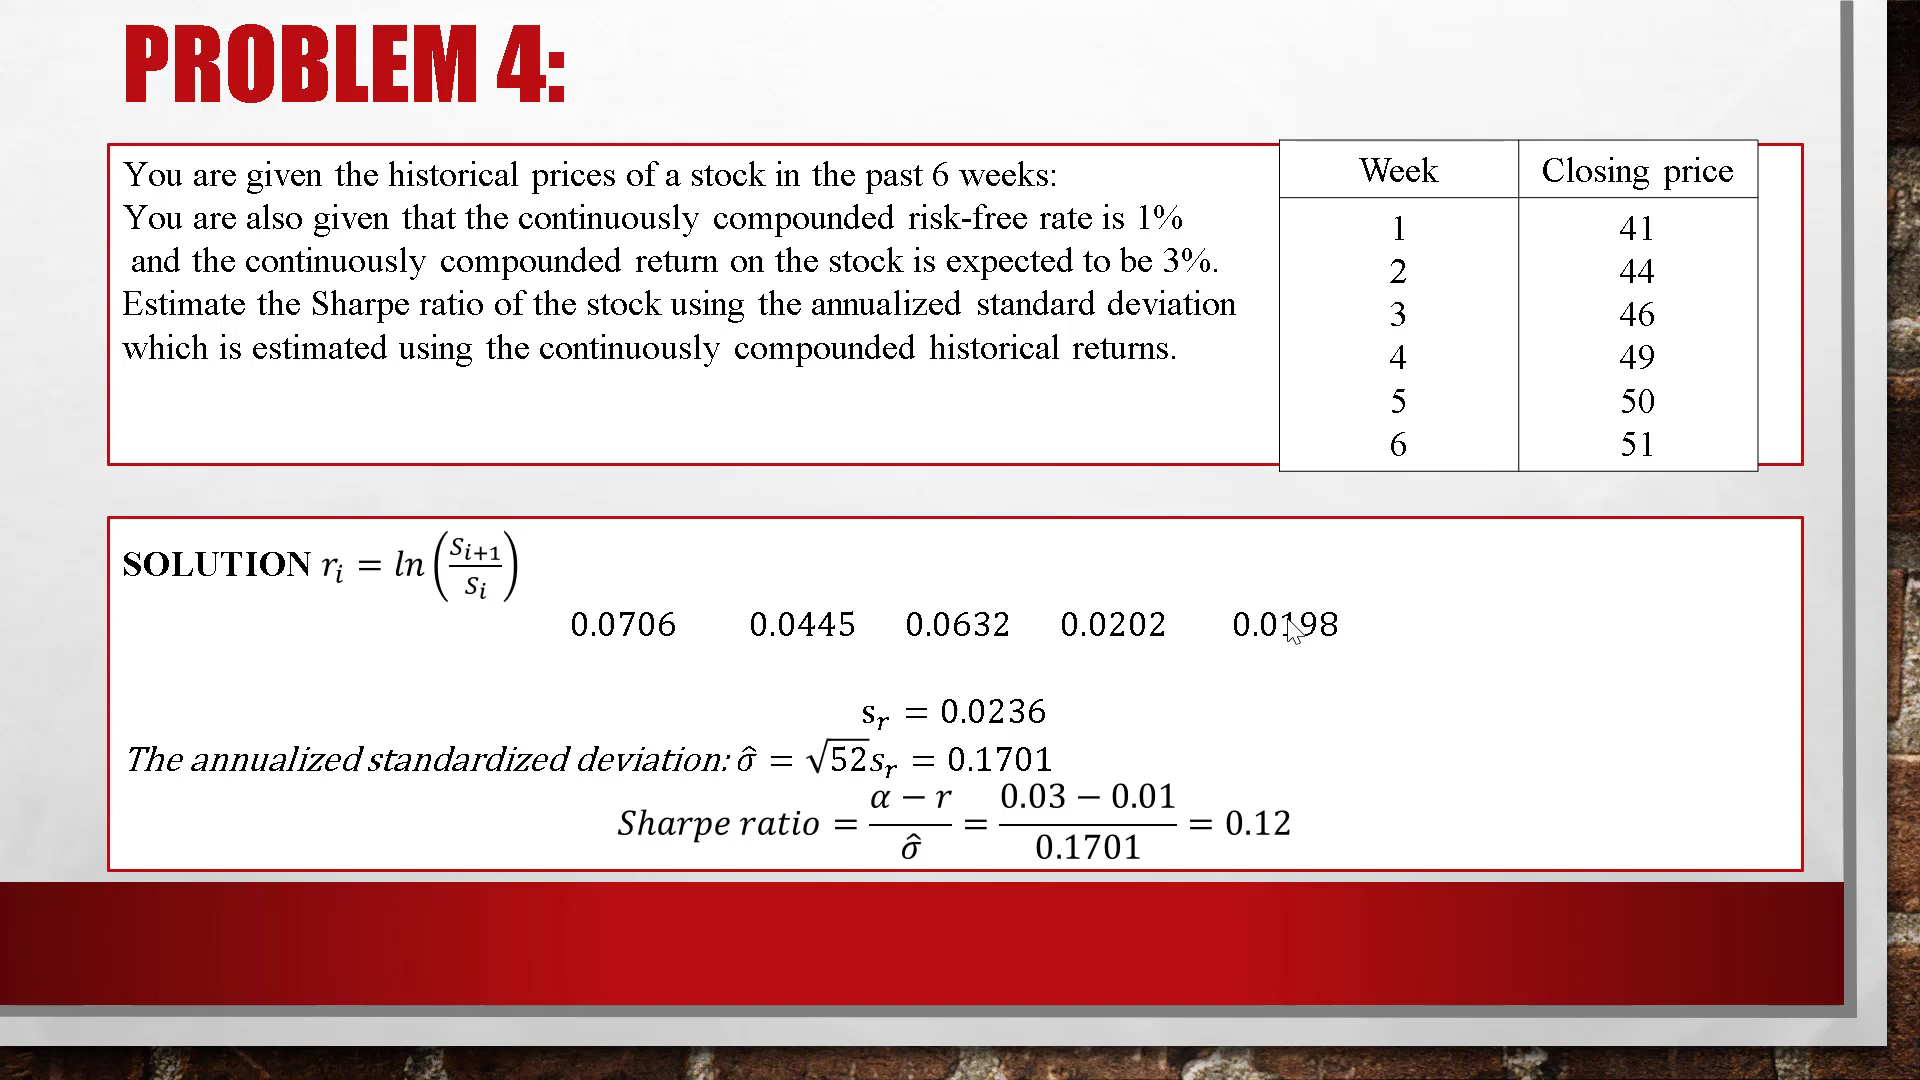 PROBLEM 4:
You are given the historical prices of a stock in the past 6 weeks:
You are also given that the continuously compounded risk-free rate is 1%
and the continuously compounded return on the stock is expected to be 3%.
Estimate the Sharpe ratio of the stock using the annualized standard deviation
which is estimated using the continuously compounded historical returns.
Week Closing price
1 41
2 44
3 46
4 49
5 50
6 51
SOLUTION r_i = ln(S_{i+1}/S_i)
0.0706 0.0445 0.0632 0.0202 0.0198
s_r = 0.0236
The annualized standardized deviation: σ̂ = √52 s_r = 0.1701
Sharpe ratio = (α − r)/σ̂ = (0.03 − 0.01)/0.1701 = 0.12